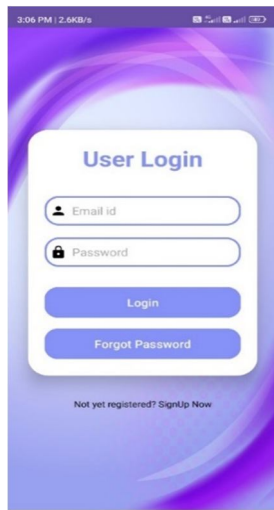 3:06 PM | 2.6KB/s
User Login
Email id
Password
Login
Forgot Password
Not yet registered? SignUp Now